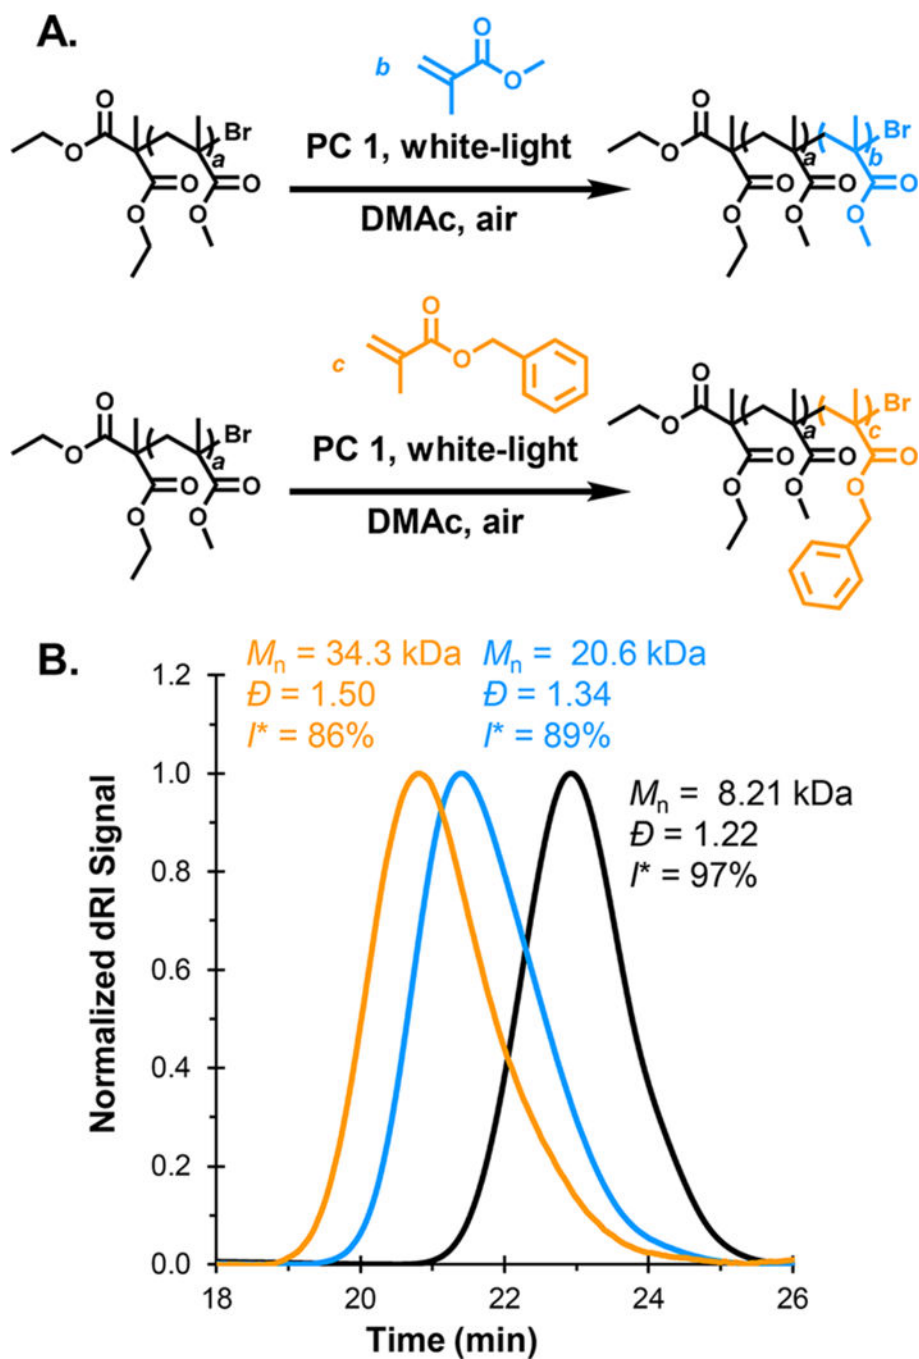 A.
b
O
O
O
O
Br
a
O
O
O
O
PC 1, white-light
DMAc, air
O
O
Br
a
b
O
O
O
O
O
O
c
O
O
O
O
Br
a
O
O
O
O
PC 1, white-light
DMAc, air
O
O
Br
a
c
O
O
O
O
O
O
B.
Mn = 34.3 kDa
Đ = 1.50
I* = 86%
Mn = 20.6 kDa
Đ = 1.34
I* = 89%
Mn = 8.21 kDa
Đ = 1.22
I* = 97%
Normalized dRI Signal
1.2
1.0
0.8
0.6
0.4
0.2
0.0
18 20 22 24 26
Time (min)